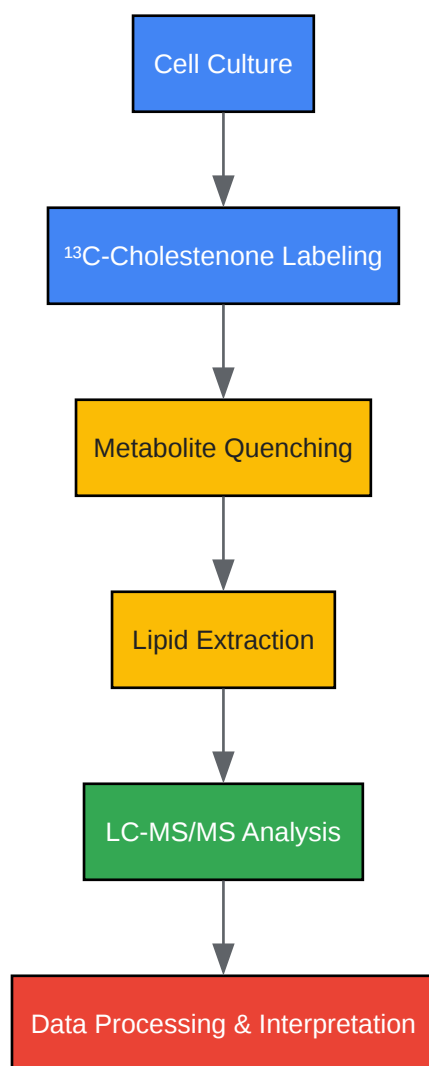 Cell Culture
¹³C-Cholestenone Labeling
Metabolite Quenching
Lipid Extraction
LC-MS/MS Analysis
Data Processing & Interpretation